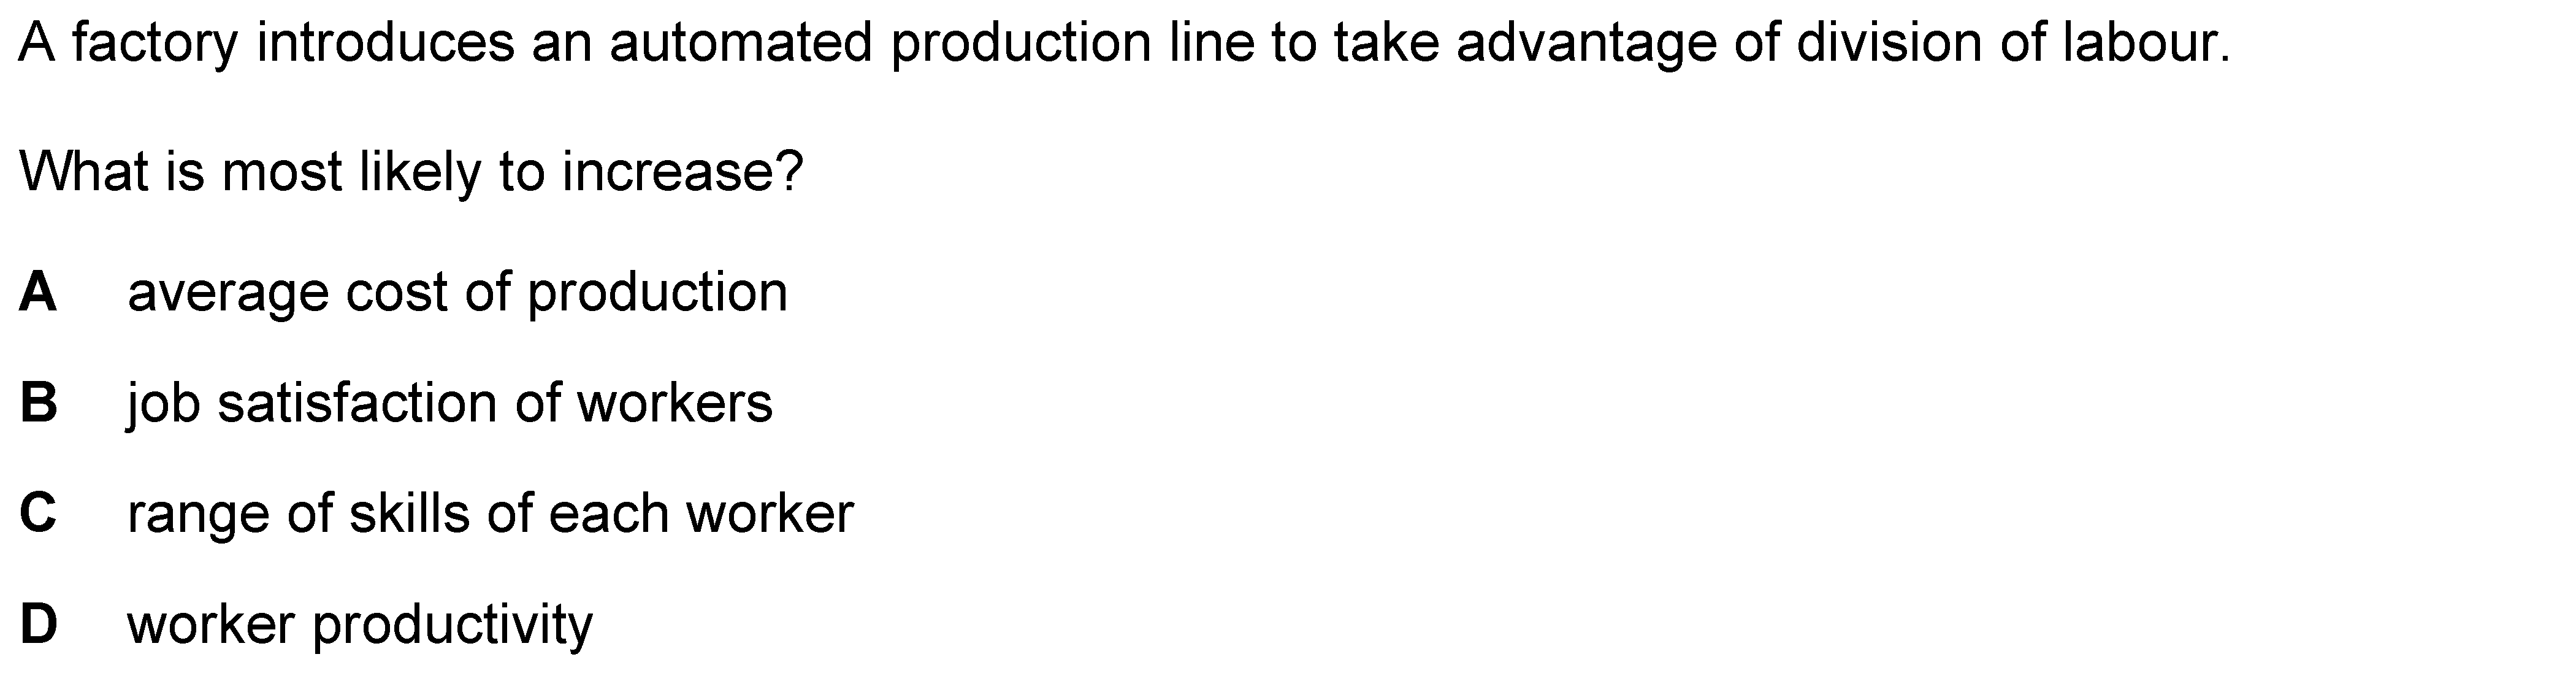 A factory introduces an automated production line to take advantage of division of labour.
What is most likely to increase?
A average cost of production
B job satisfaction of workers
C range of skills of each worker
D worker productivity